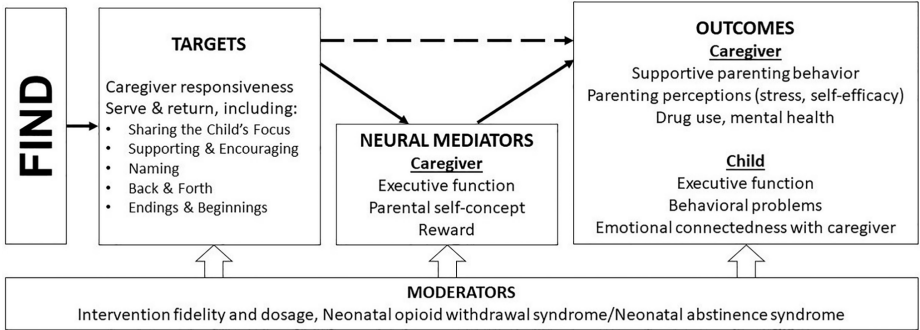 FIND
TARGETS
Caregiver responsiveness
Serve & return, including:
• Sharing the Child's Focus
• Supporting & Encouraging
• Naming
• Back & Forth
• Endings & Beginnings
NEURAL MEDIATORS
Caregiver
Executive function
Parental self-concept
Reward
OUTCOMES
Caregiver
Supportive parenting behavior
Parenting perceptions (stress, self-efficacy)
Drug use, mental health
Child
Executive function
Behavioral problems
Emotional connectedness with caregiver
MODERATORS
Intervention fidelity and dosage, Neonatal opioid withdrawal syndrome/Neonatal abstinence syndrome